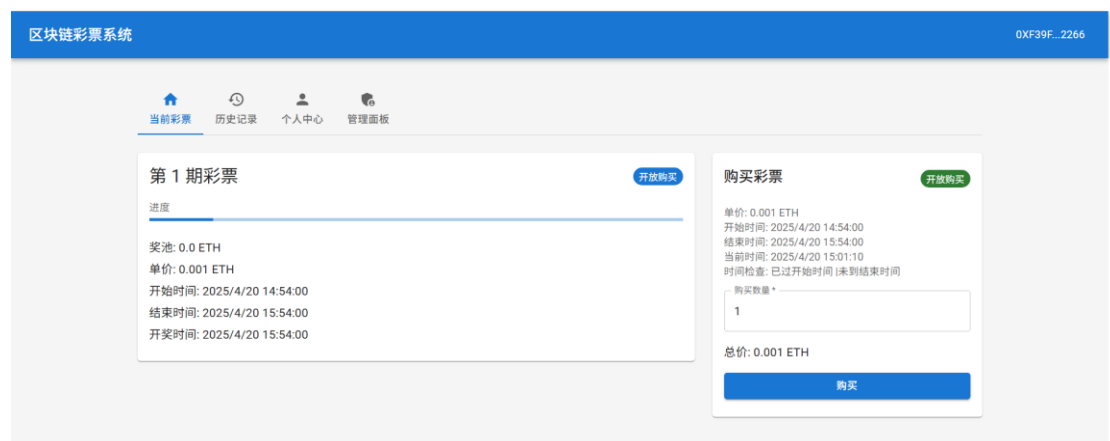 区块链彩票系统
0XF39F...2266
当前彩票
历史记录
个人中心
管理面板
第 1 期彩票
开放购买
进度
奖池: 0.0 ETH
单价: 0.001 ETH
开始时间: 2025/4/20 14:54:00
结束时间: 2025/4/20 15:54:00
开奖时间: 2025/4/20 15:54:00
购买彩票
开放购买
单价: 0.001 ETH
开始时间: 2025/4/20 14:54:00
结束时间: 2025/4/20 15:54:00
当前时间: 2025/4/20 15:01:10
时间检查: 已过开始时间 |未到结束时间
购买数量 *
1
总价: 0.001 ETH
购买